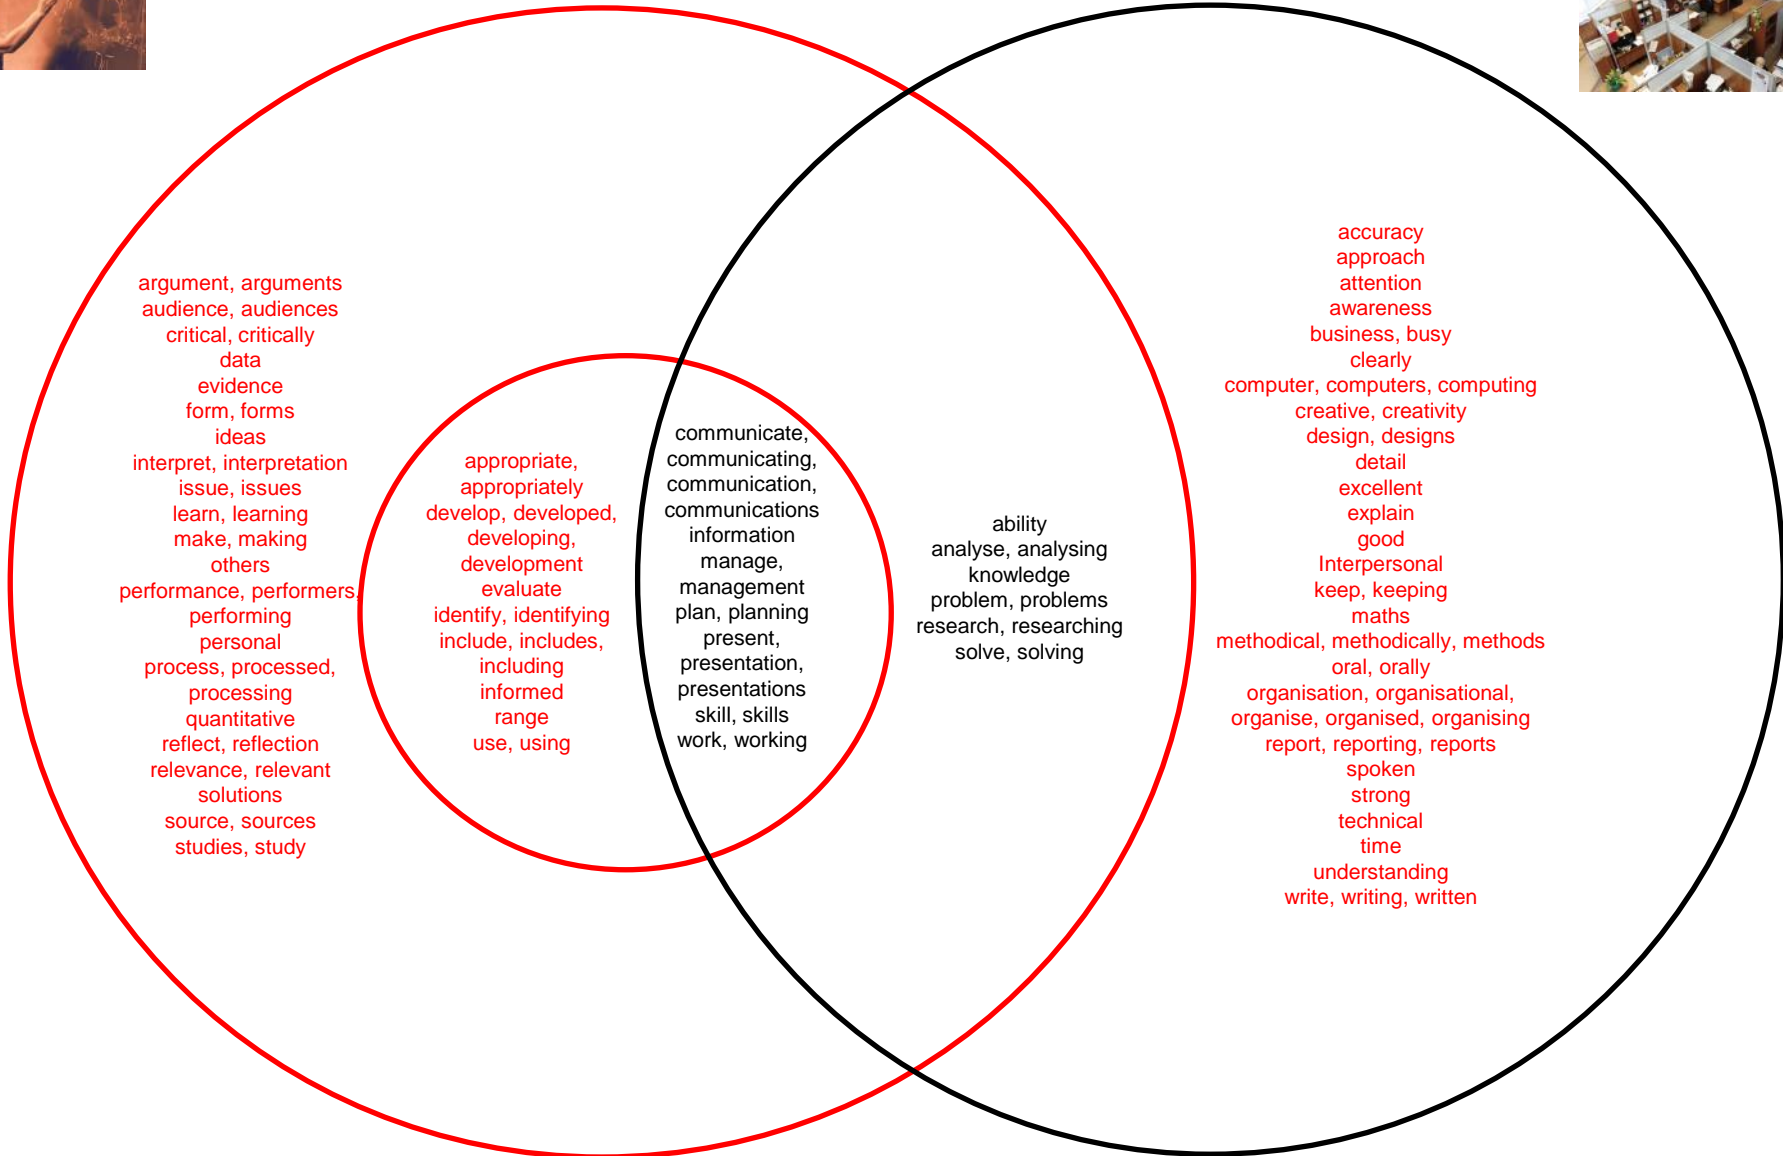 argument, arguments
audience, audiences
critical, critically
data
evidence
form, forms
ideas
interpret, interpretation
issue, issues
learn, learning
make, making
others
performance, performers,
performing
personal
process, processed,
processing
quantitative
reflect, reflection
relevance, relevant
solutions
source, sources
studies, study
appropriate,
appropriately
develop, developed,
developing,
development
evaluate
identify, identifying
include, includes,
including
informed
range
use, using
communicate,
communicating,
communication,
communications
information
manage,
management
plan, planning
present,
presentation,
presentations
skill, skills
work, working
ability
analyse, analysing
knowledge
problem, problems
research, researching
solve, solving
accuracy
approach
attention
awareness
business, busy
clearly
computer, computers, computing
creative, creativity
design, designs
detail
excellent
explain
good
Interpersonal
keep, keeping
maths
methodical, methodically, methods
oral, orally
organisation, organisational,
organise, organised, organising
report, reporting, reports
spoken
strong
technical
time
understanding
write, writing, written